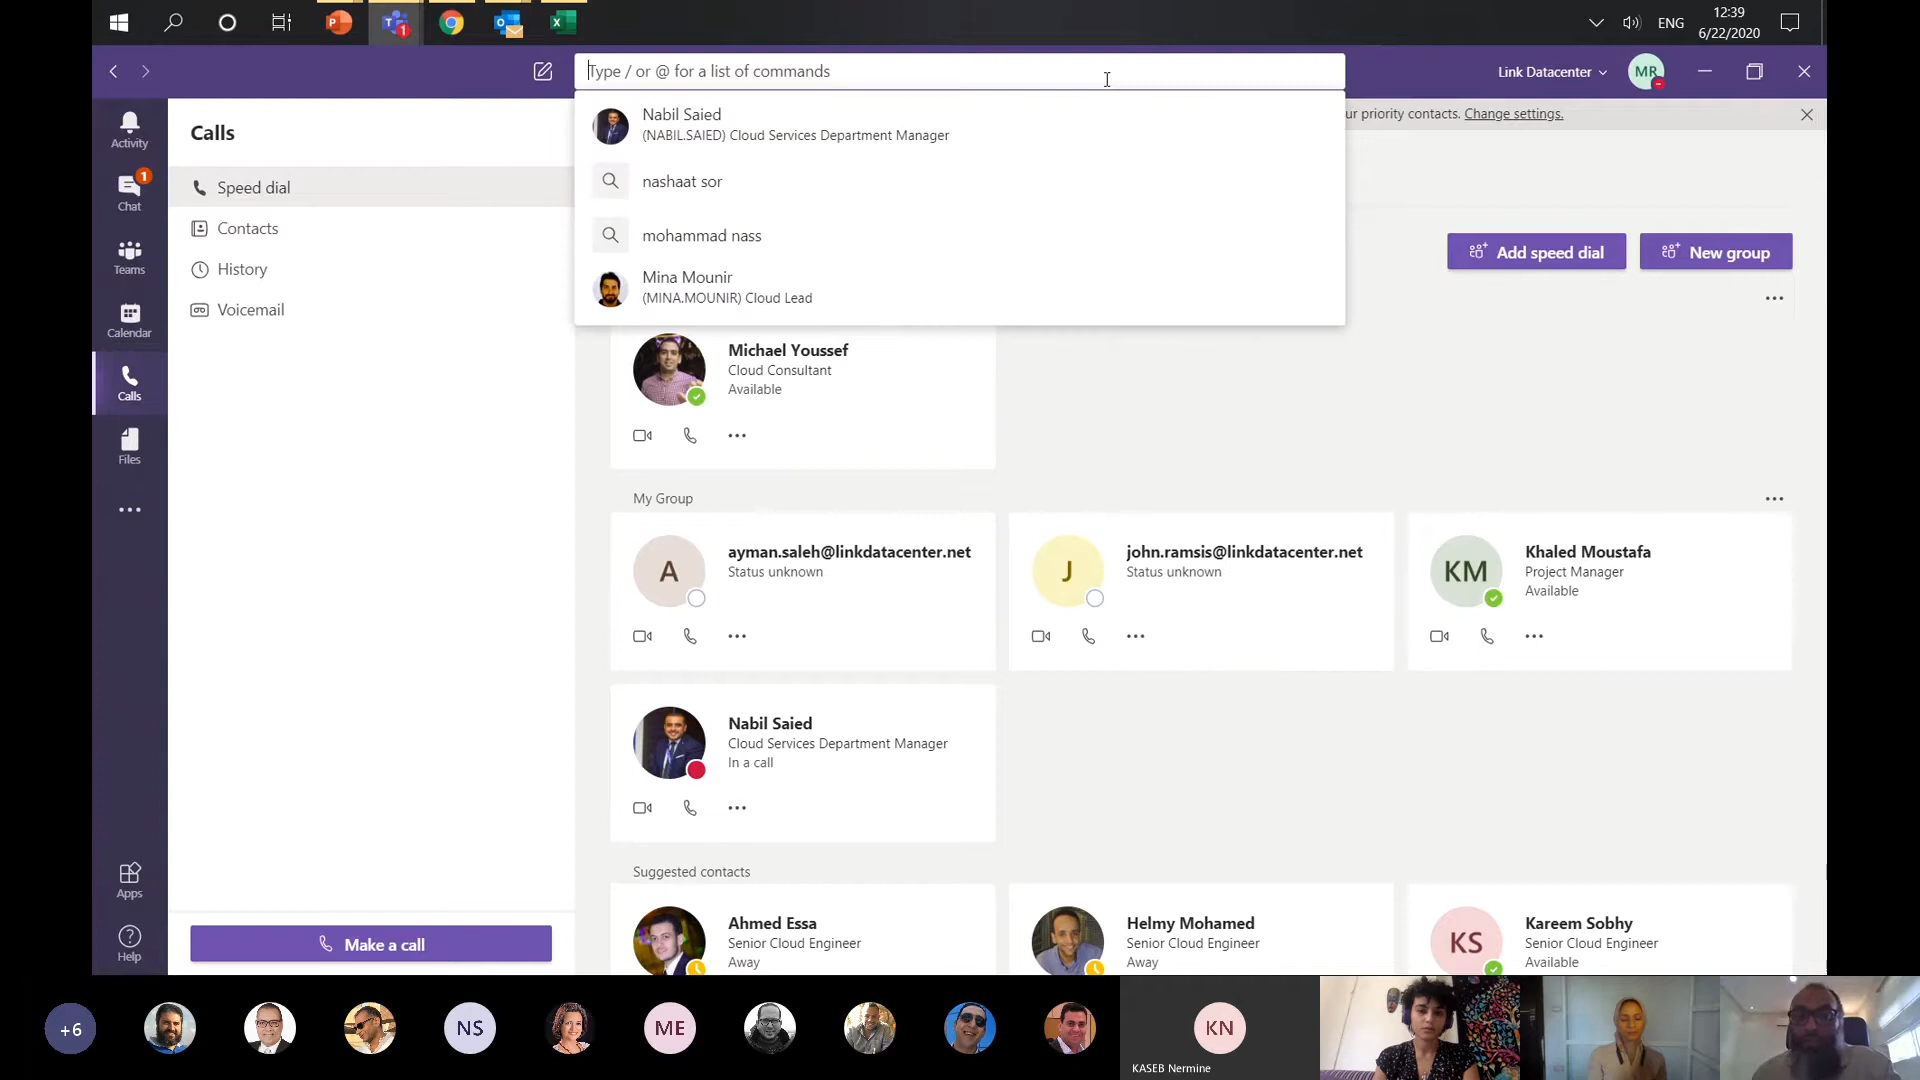 12:39
ENG
6/22/2020
Type / or @ for a list of commands
Link Datacenter
MR
ur priority contacts. Change settings.
Activity
1
Chat
Teams
Calendar
Calls
Files
Apps
Help
Calls
Speed dial
Contacts
History
Voicemail
Make a call
Nabil Saied
(NABIL.SAIED) Cloud Services Department Manager
nashaat sor
mohammad nass
Mina Mounir
(MINA.MOUNIR) Cloud Lead
Add speed dial
New group
Michael Youssef
Cloud Consultant
Available
My Group
A
ayman.saleh@linkdatacenter.net
Status unknown
J
john.ramsis@linkdatacenter.net
Status unknown
KM
Khaled Moustafa
Project Manager
Available
Nabil Saied
Cloud Services Department Manager
In a call
Suggested contacts
Ahmed Essa
Senior Cloud Engineer
Away
Helmy Mohamed
Senior Cloud Engineer
Away
KS
Kareem Sobhy
Senior Cloud Engineer
Available
+6
NS
ME
KN
KASEB Nermine